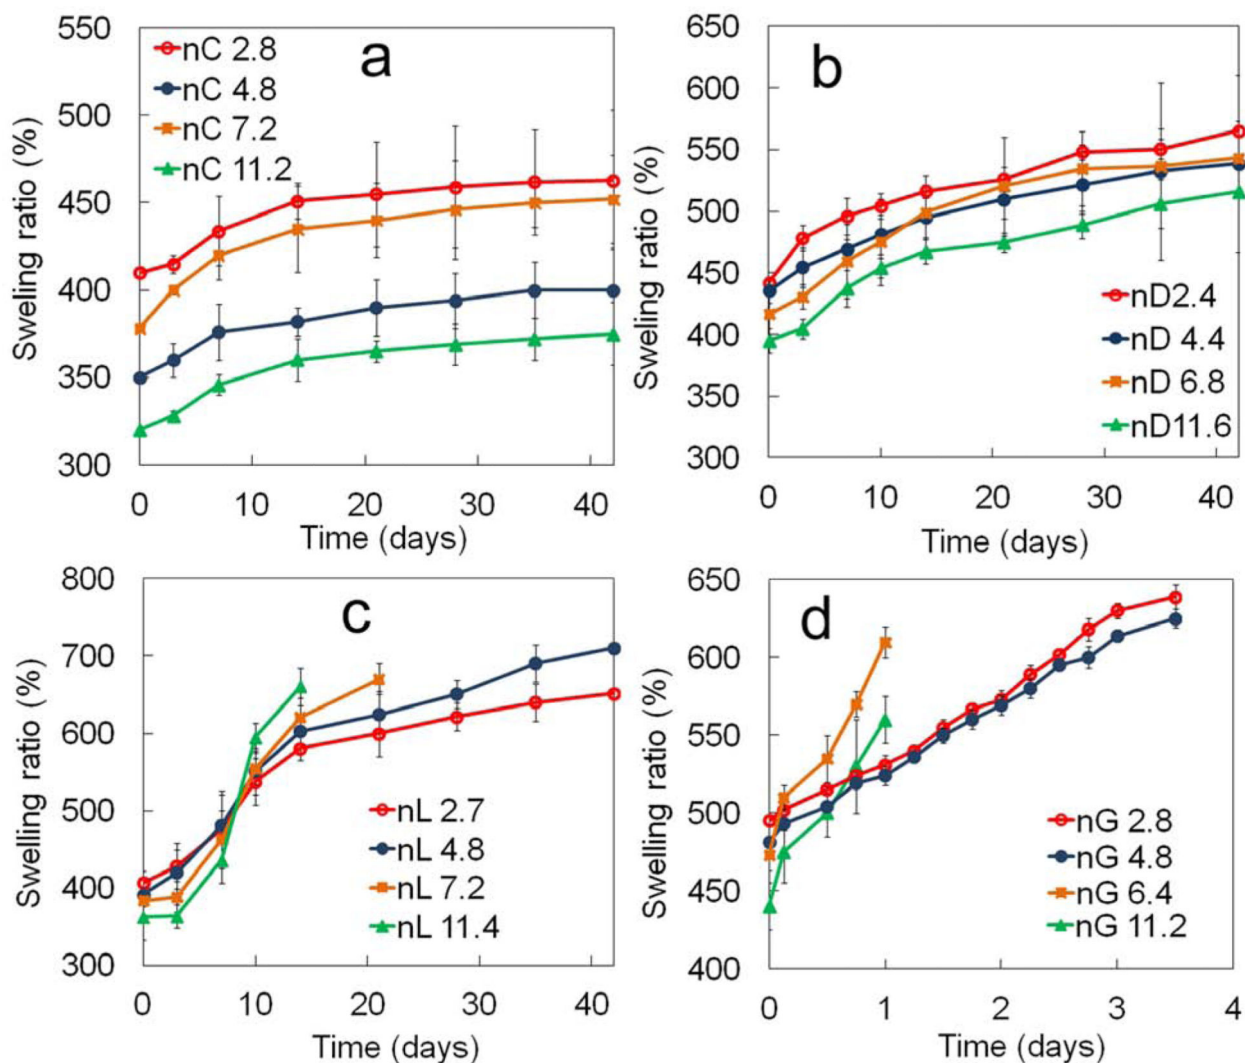 a
Sweling ratio (%)
550
500
450
400
350
300
nC 2.8
nC 4.8
nC 7.2
nC 11.2
0 10 20 30 40
Time (days)
b
Sweling ratio (%)
650
600
550
500
450
400
350
300
nD2.4
nD 4.4
nD 6.8
nD11.6
0 10 20 30 40
Time (days)
c
Swelling ratio (%)
800
700
600
500
400
300
nL 2.7
nL 4.8
nL 7.2
nL 11.4
0 10 20 30 40
Time (days)
d
Swelling ratio (%)
650
600
550
500
450
400
nG 2.8
nG 4.8
nG 6.4
nG 11.2
0 1 2 3 4
Time (days)